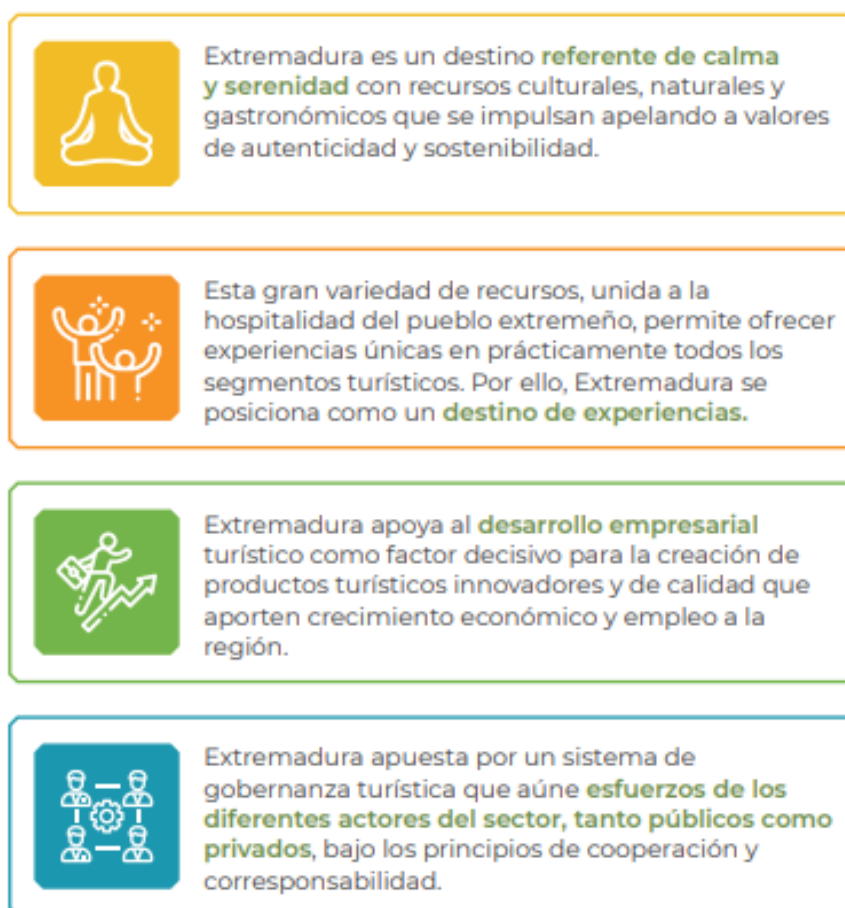 Extremadura es un destino referente de calma
y serenidad con recursos culturales, naturales y
gastronómicos que se impulsan apelando a valores
de autenticidad y sostenibilidad.
Esta gran variedad de recursos, unida a la
hospitalidad del pueblo extremeño, permite ofrecer
experiencias únicas en prácticamente todos los
segmentos turísticos. Por ello, Extremadura se
posiciona como un destino de experiencias.
Extremadura apoya al desarrollo empresarial
turístico como factor decisivo para la creación de
productos turísticos innovadores y de calidad que
aporten crecimiento económico y empleo a la
región.
Extremadura apuesta por un sistema de
gobernanza turística que aúne esfuerzos de los
diferentes actores del sector, tanto públicos como
privados, bajo los principios de cooperación y
corresponsabilidad.